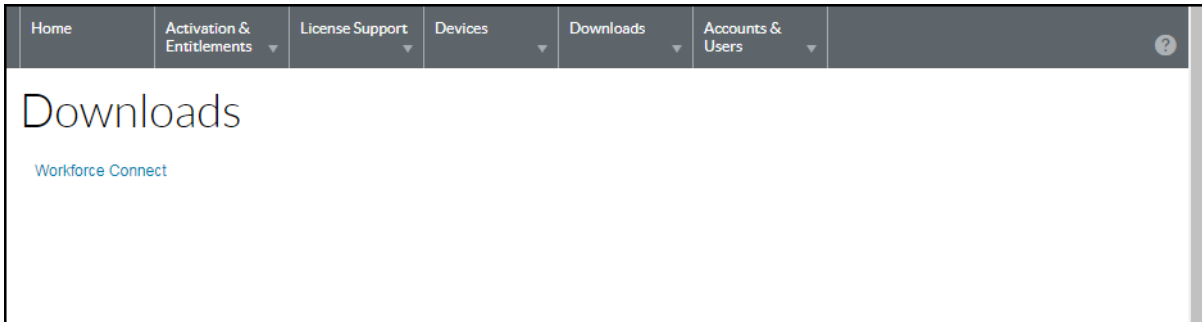 Home
Activation &
Entitlements
License Support
Devices
Downloads
Accounts &
Users
?
Downloads
Workforce Connect